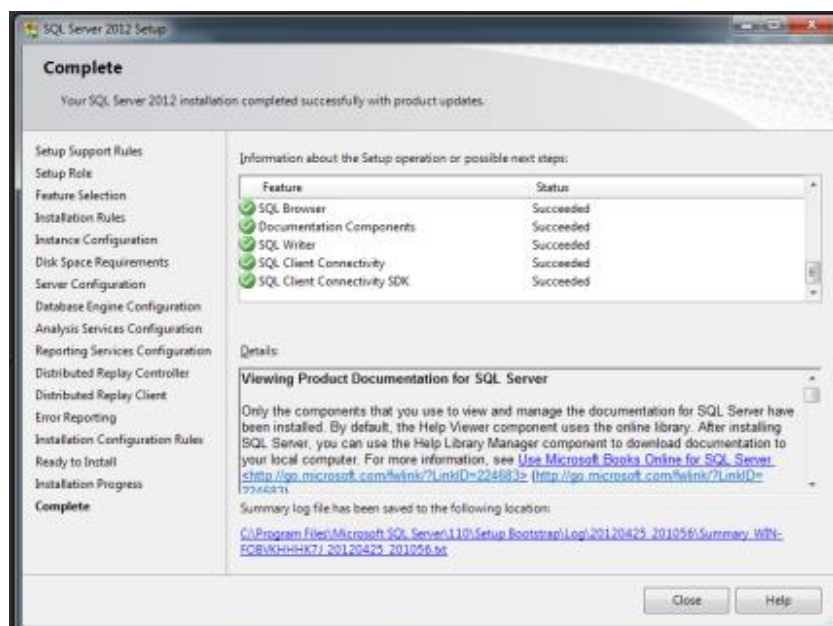 SQL Server 2012 Setup
Complete
Your SQL Server 2012 installation completed successfully with product updates.
Setup Support Rules
Setup Role
Feature Selection
Installation Rules
Instance Configuration
Disk Space Requirements
Server Configuration
Database Engine Configuration
Analysis Services Configuration
Reporting Services Configuration
Distributed Replay Controller
Distributed Replay Client
Error Reporting
Installation Configuration Rules
Ready to Install
Installation Progress
Complete
Information about the Setup operation or possible next steps:
Feature Status
SQL Browser Succeeded
Documentation Components Succeeded
SQL Writer Succeeded
SQL Client Connectivity Succeeded
SQL Client Connectivity SDK Succeeded
Details:
Viewing Product Documentation for SQL Server
Only the components that you use to view and manage the documentation for SQL Server have
been installed. By default, the Help Viewer component uses the online library. After installing
SQL Server, you can use the Help Library Manager component to download documentation to
your local computer. For more information, see Use Microsoft Books Online for SQL Server
<http://go.microsoft.com/fwlink/?LinkID=224683> (http://go.microsoft.com/fwlink/?LinkID=
224683).
Summary log file has been saved to the following location:
C:\Program Files\Microsoft SQL Server\110\Setup Bootstrap\Log\20120425_201056\Summary_WIN-
20120425_201056.txt
Close Help